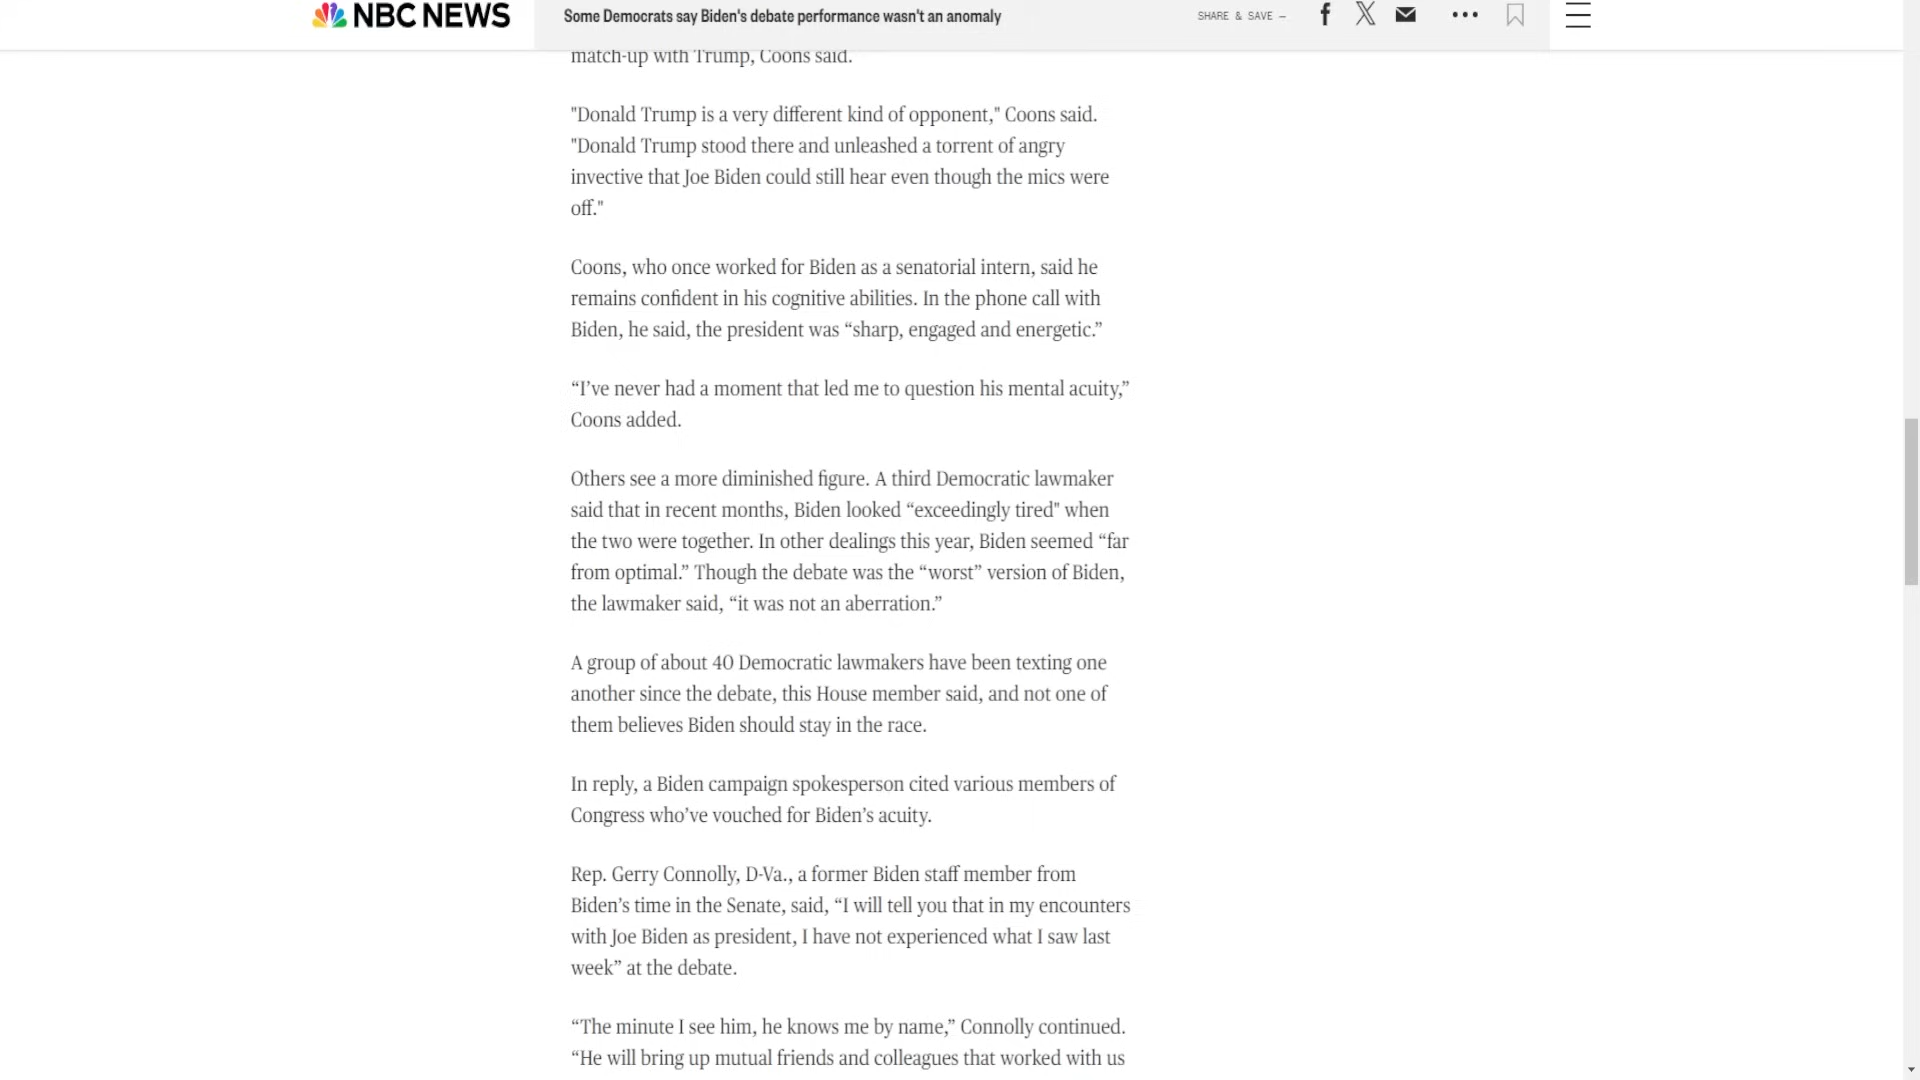 NBC NEWS
Some Democrats say Biden's debate performance wasn't an anomaly
SHARE & SAVE —
match-up with Trump, Coons said.
"Donald Trump is a very different kind of opponent," Coons said.
"Donald Trump stood there and unleashed a torrent of angry
invective that Joe Biden could still hear even though the mics were
off."
Coons, who once worked for Biden as a senatorial intern, said he
remains confident in his cognitive abilities. In the phone call with
Biden, he said, the president was “sharp, engaged and energetic.”
“I’ve never had a moment that led me to question his mental acuity,”
Coons added.
Others see a more diminished figure. A third Democratic lawmaker
said that in recent months, Biden looked “exceedingly tired" when
the two were together. In other dealings this year, Biden seemed “far
from optimal.” Though the debate was the “worst” version of Biden,
the lawmaker said, “it was not an aberration.”
A group of about 40 Democratic lawmakers have been texting one
another since the debate, this House member said, and not one of
them believes Biden should stay in the race.
In reply, a Biden campaign spokesperson cited various members of
Congress who’ve vouched for Biden’s acuity.
Rep. Gerry Connolly, D-Va., a former Biden staff member from
Biden’s time in the Senate, said, “I will tell you that in my encounters
with Joe Biden as president, I have not experienced what I saw last
week” at the debate.
“The minute I see him, he knows me by name,” Connolly continued.
“He will bring up mutual friends and colleagues that worked with us